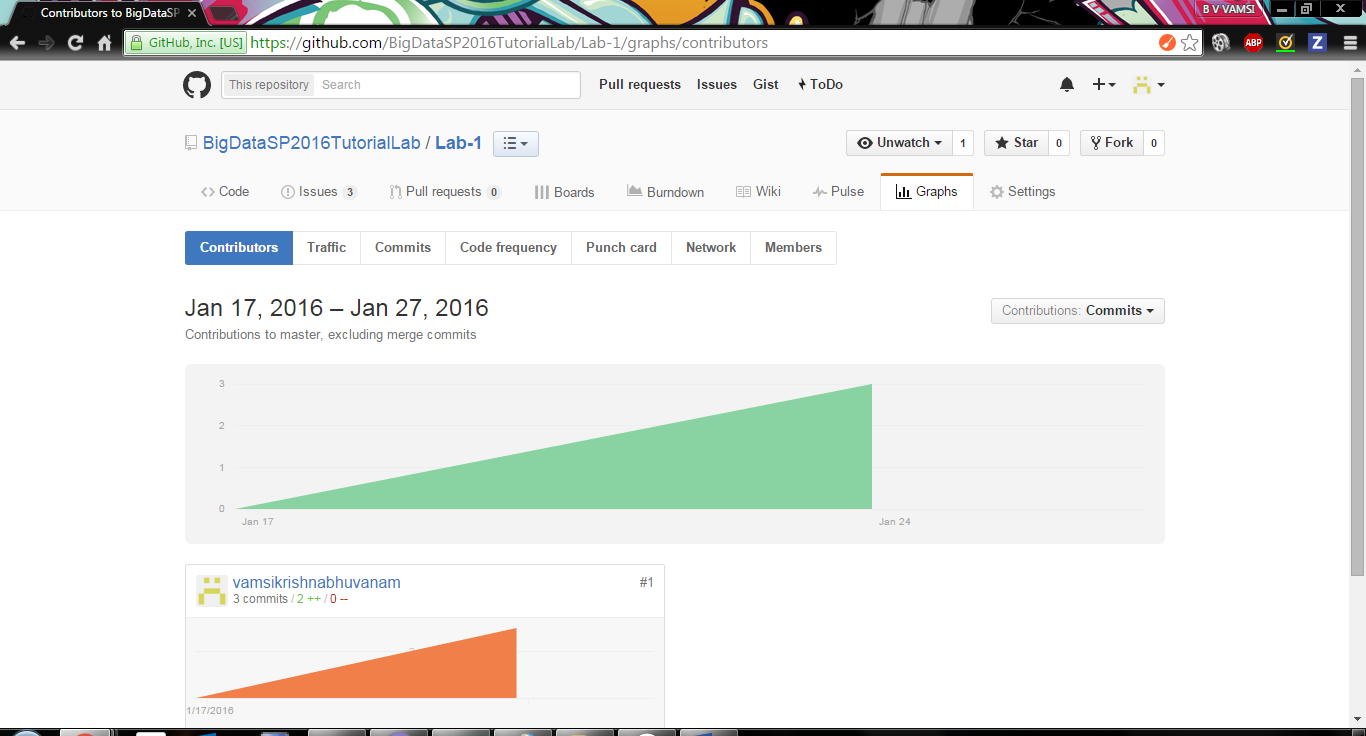 Contributors to BigDataSP
B V VAMSI
GitHub, Inc. [US] https://github.com/BigDataSP2016TutorialLab/Lab-1/graphs/contributors
ABP
Z
This repository Search Pull requests Issues Gist ToDo
BigDataSP2016TutorialLab / Lab-1 Unwatch 1 Star 0 Fork 0
Code Issues 3 Pull requests 0 Boards Burndown Wiki Pulse Graphs Settings
Contributors Traffic Commits Code frequency Punch card Network Members
Jan 17, 2016 – Jan 27, 2016
Contributions: Commits
Contributions to master, excluding merge commits
3
2
1
0
Jan 17 Jan 24
vamsikrishnabhuvanam #1
3 commits / 2 ++ / 0 --
1/17/2016